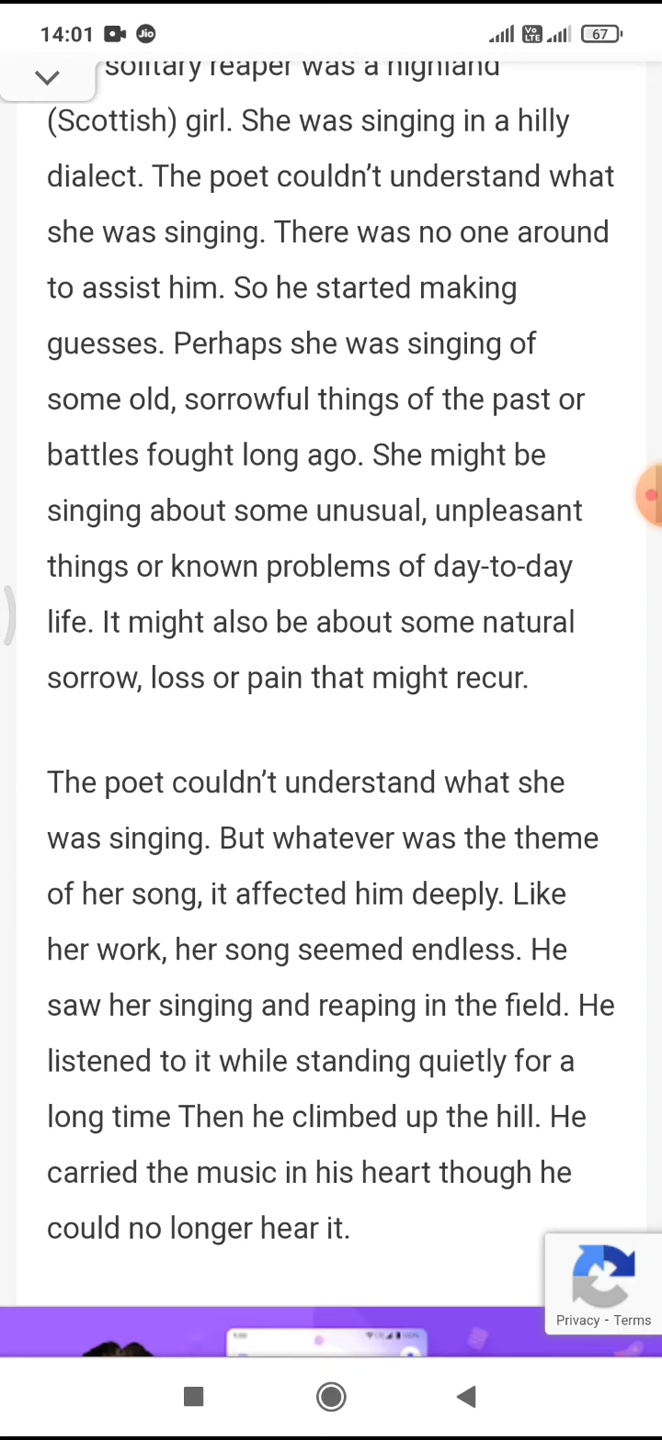 14:01 Jio Vo LTE 67
solitary reaper was a highland
(Scottish) girl. She was singing in a hilly
dialect. The poet couldn’t understand what
she was singing. There was no one around
to assist him. So he started making
guesses. Perhaps she was singing of
some old, sorrowful things of the past or
battles fought long ago. She might be
singing about some unusual, unpleasant
things or known problems of day-to-day
life. It might also be about some natural
sorrow, loss or pain that might recur.
The poet couldn’t understand what she
was singing. But whatever was the theme
of her song, it affected him deeply. Like
her work, her song seemed endless. He
saw her singing and reaping in the field. He
listened to it while standing quietly for a
long time Then he climbed up the hill. He
carried the music in his heart though he
could no longer hear it.
Privacy - Terms